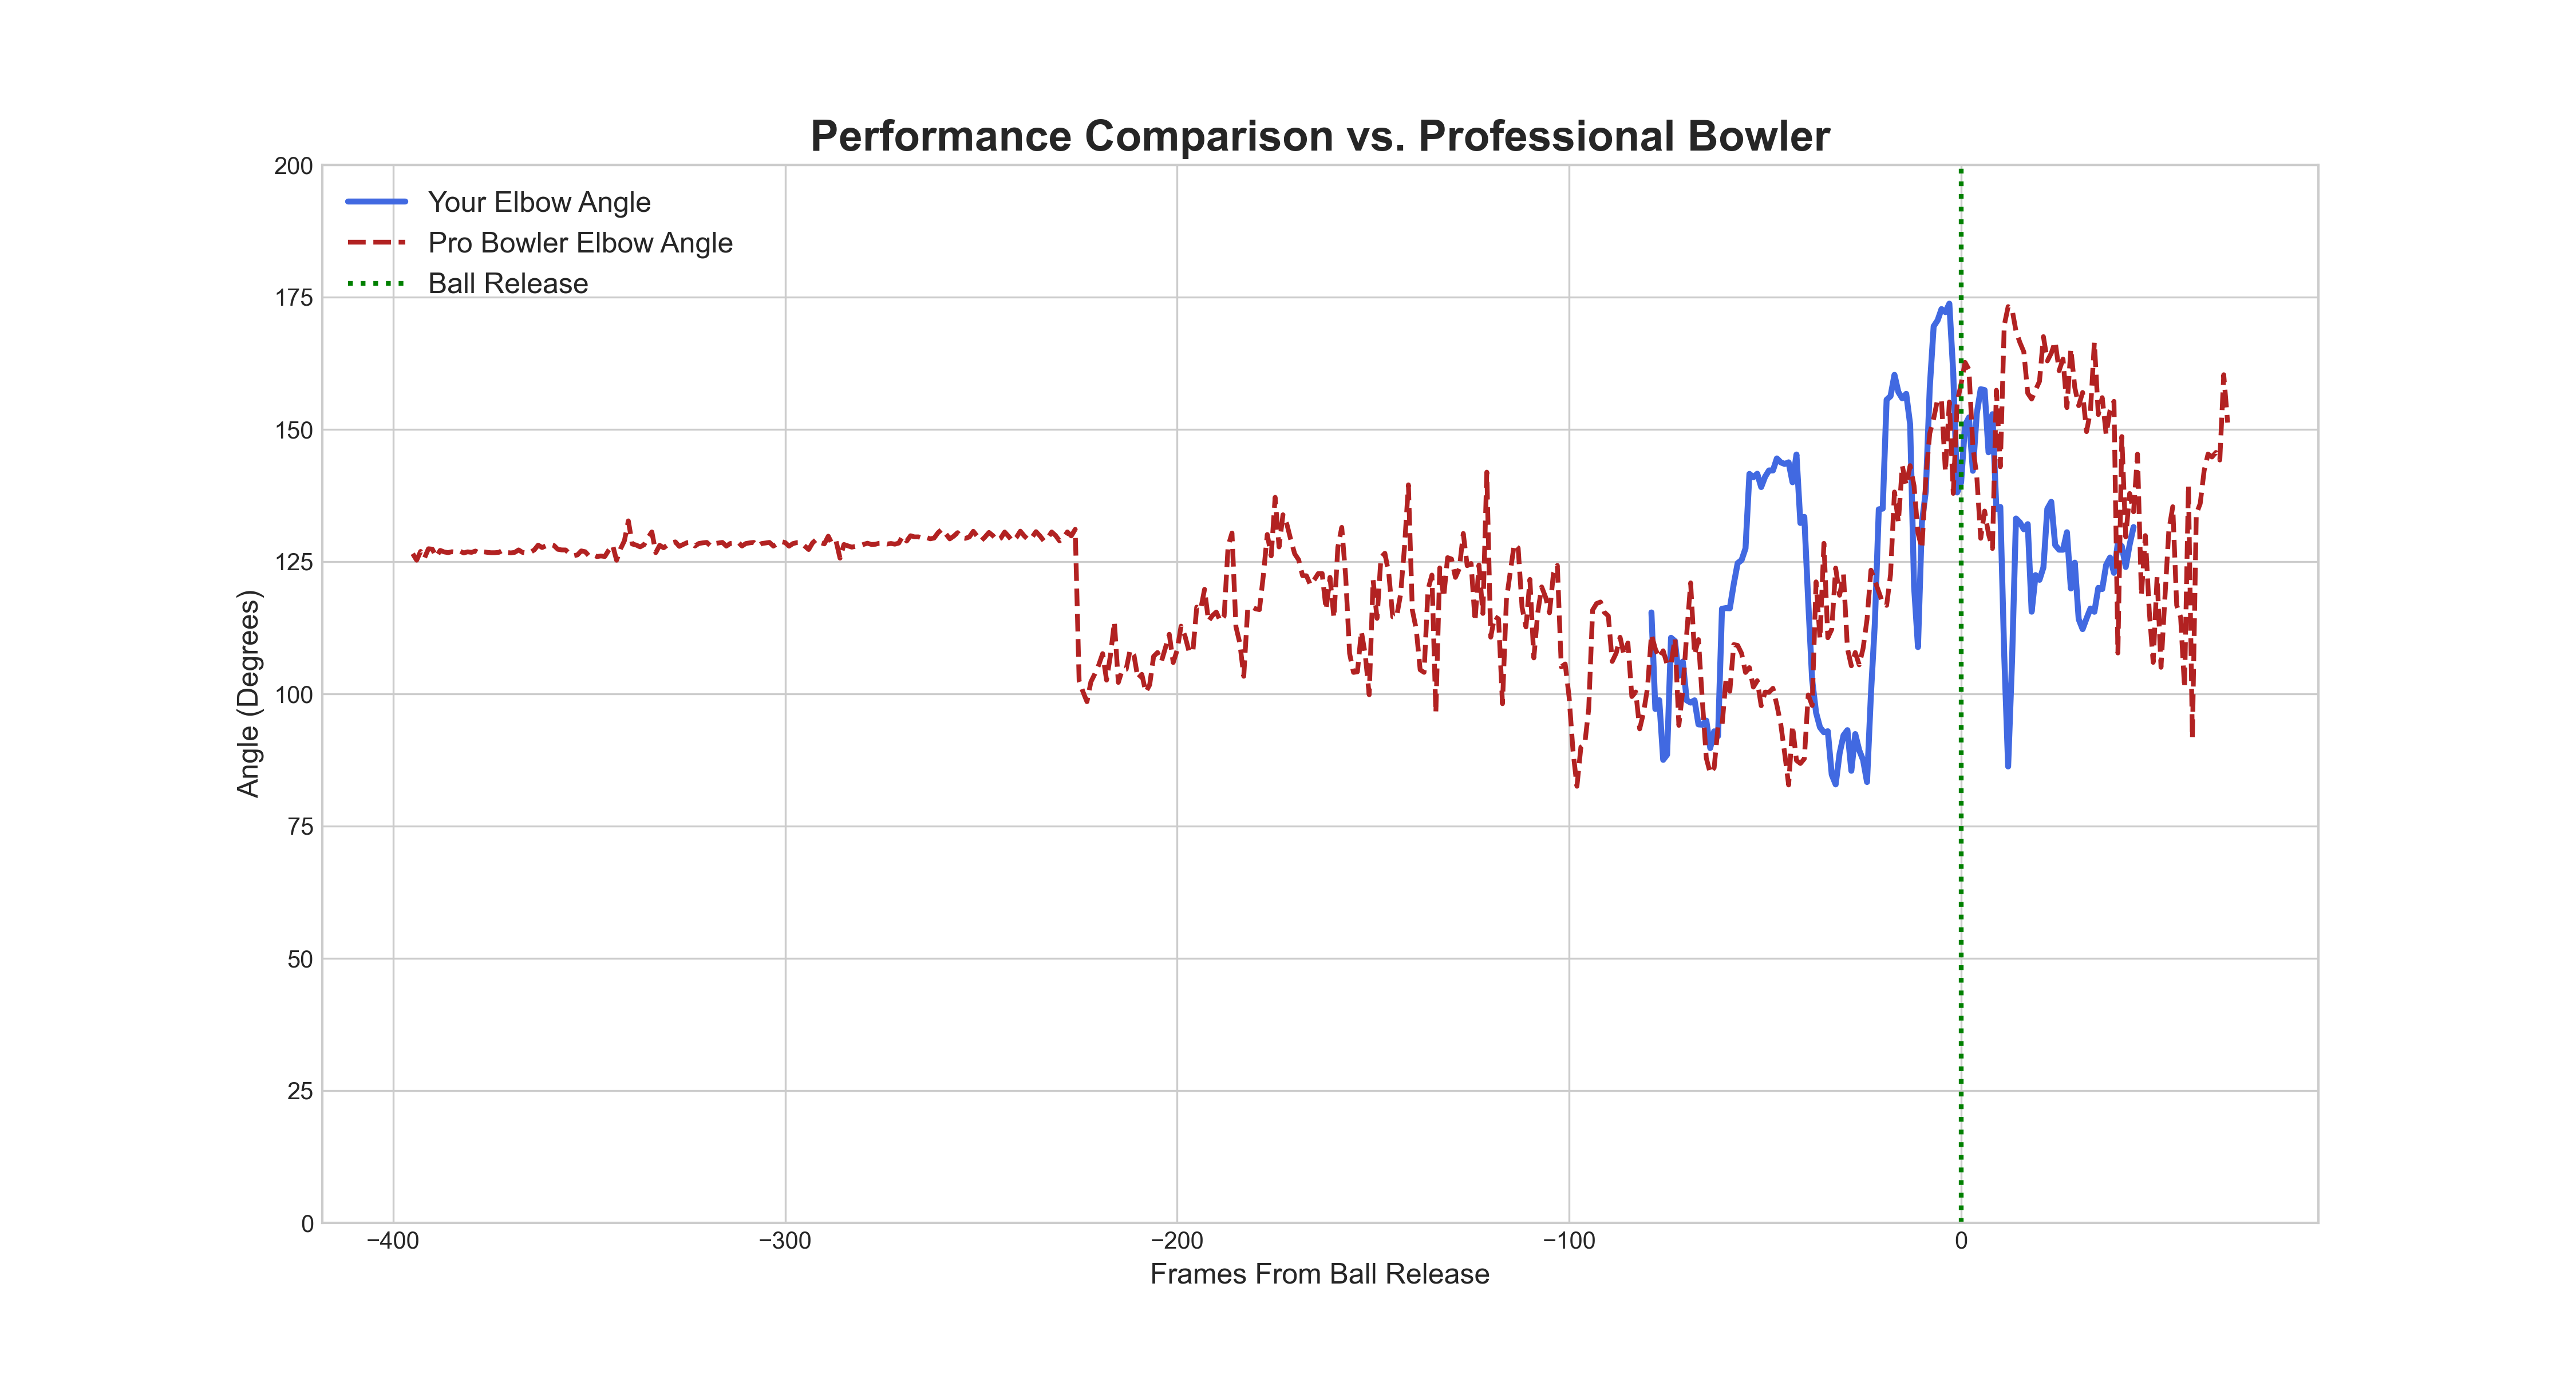 Performance Comparison vs. Professional Bowler
Your Elbow Angle
Pro Bowler Elbow Angle
Ball Release
200
175
150
125
100
75
50
25
0
Angle (Degrees)
−400
−300
−200
−100
0
Frames From Ball Release